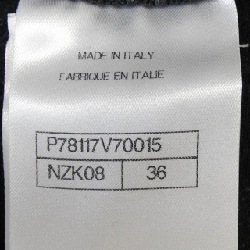 MADE IN ITALY
FABRIQUE EN ITALIE
P78117V70015
NZK08 36